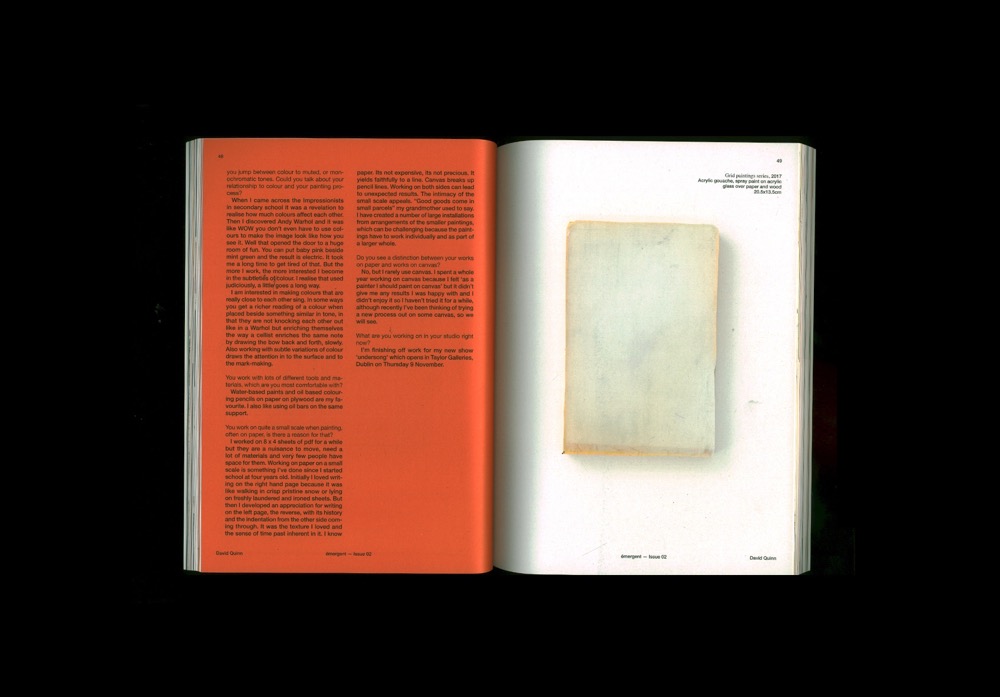 48
you jump between colour to muted, or mon-
ochromatic tones. Could you talk about your
relationship to colour and your painting pro-
cess?
When I came across the Impressionists
in secondary school it was a revelation to
realise how much colours affect each other.
Then I discovered Andy Warhol and it was
like WOW you don't even have to use col-
ours to make the image look like how you
see it. Well that opened the door to a huge
room of fun. You can put baby pink beside
mint green and the result is electric. It took
me a long time to get tired of that. But the
more I work, the more interested I become
in the subtleties of colour. I realise that used
judiciously, a little goes a long way.
I am interested in making colours that are
really close to each other sing. In some ways
you get a richer reading of a colour when
placed beside something similar in tone, in
that they are not knocking each other out
like in a Warhol but enriching themselves
the way a cellist enriches the same note
by drawing the bow back and forth, slowly.
Also working with subtle variations of colour
draws the attention in to the surface and to
the mark-making.
You work with lots of different tools and ma-
terials, which are you most comfortable with?
Water-based paints and oil based colour-
ing pencils on paper on plywood are my fa-
vourite. I also like using oil bars on the same
support.
You work on quite a small scale when painting,
often on paper, is there a reason for that?
I worked on 8 x 4 sheets of pdf for a while
but they are a nuisance to move, need a
lot of materials and very few people have
space for them. Working on paper on a small
scale is something I've done since I started
school at four years old. Initially I loved writ-
ing on the right hand page because it was
like walking in crisp pristine snow or lying
on freshly laundered and ironed sheets. But
then I developed an appreciation for writing
on the left page, the reverse, with its history
and the indentation from the other side com-
ing through. It was the texture I loved and
the sense of time past inherent in it. I know
paper. Its not expensive, its not precious. It
yields faithfully to a line. Canvas breaks up
pencil lines. Working on both sides can lead
to unexpected results. The intimacy of the
small scale appeals. "Good goods come in
small parcels" my grandmother used to say.
I have created a number of large installations
from arrangements of the smaller paintings,
which can be challenging because the paint-
ings have to work individually and as part of
a larger whole.
Do you see a distinction between your works
on paper and works on canvas?
No, but I rarely use canvas. I spent a whole
year working on canvas because I felt 'as a
painter I should paint on canvas' but it didn't
give me any results I was happy with and I
didn't enjoy it so I haven't tried it for a while,
although recently I've been thinking of trying
a new process out on some canvas, so we
will see.
What are you working on in your studio right
now?
I'm finishing off work for my new show
'undersong' which opens in Taylor Galleries,
Dublin on Thursday 9 November.
David Quinn
émergent — Issue 02
49
Grid paintings series, 2017
Acrylic gouache, spray paint on acrylic
glass over paper and wood
20.5x13.5cm
émergent — Issue 02
David Quinn